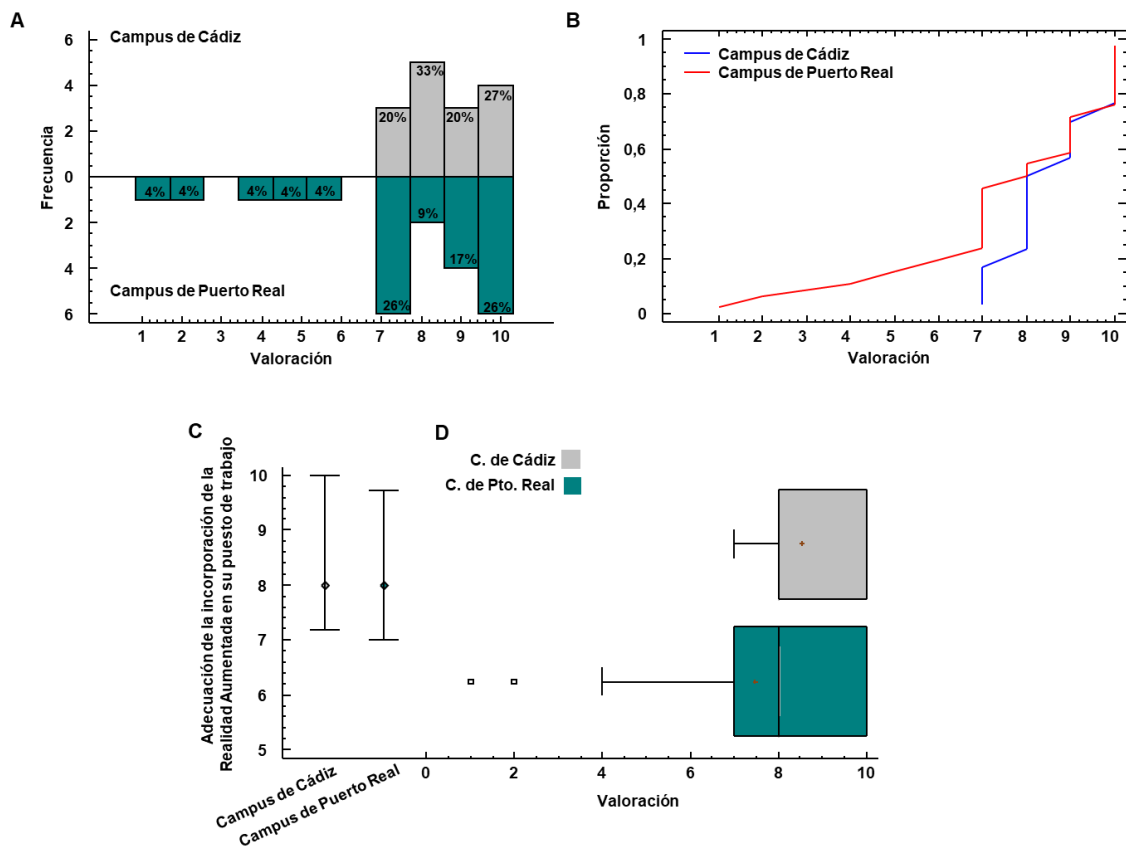 A
Campus de Cádiz
6
4
2
0
2
4
6
Frecuencia
20%
33%
20%
27%
4%
4%
4%
4%
4%
26%
9%
17%
26%
Campus de Puerto Real
1 2 3 4 5 6 7 8 9 10
Valoración
B
Campus de Cádiz
Campus de Puerto Real
1
0,8
0,6
0,4
0,2
0
Proporción
1 2 3 4 5 6 7 8 9 10
Valoración
C
Adecuación de la incorporación de la
Realidad Aumentada en su puesto de trabajo
10
9
8
7
6
5
Campus de Cádiz
Campus de Puerto Real
D
C. de Cádiz
C. de Pto. Real
0 2 4 6 8 10
Valoración